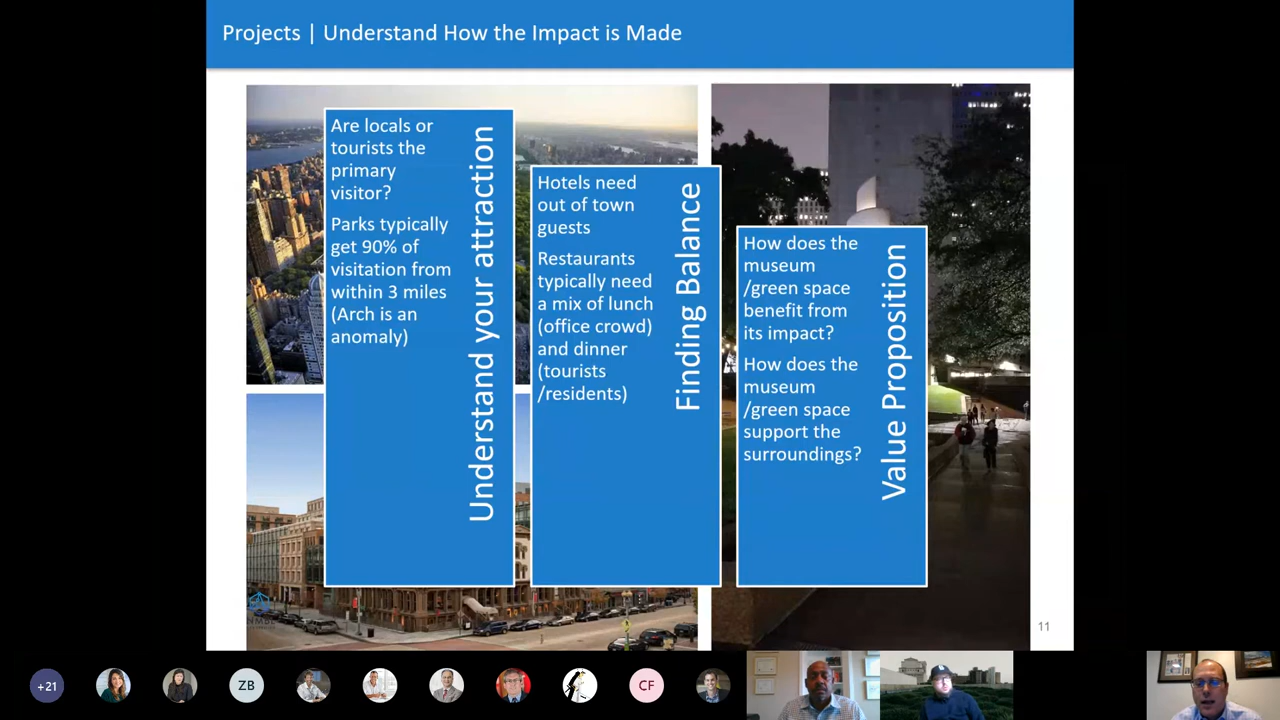 Projects | Understand How the Impact is Made
Are locals or
tourists the
primary
visitor?
Parks typically
get 90% of
visitation from
within 3 miles
(Arch is an
anomaly)
Understand your attraction
Hotels need
out of town
guests
Restaurants
typically need
a mix of lunch
(office crowd)
and dinner
(tourists
/residents)
Finding Balance
How does the
museum
/green space
benefit from
its impact?
How does the
museum
/green space
support the
surroundings?
Value Proposition
11
+21
ZB
CF